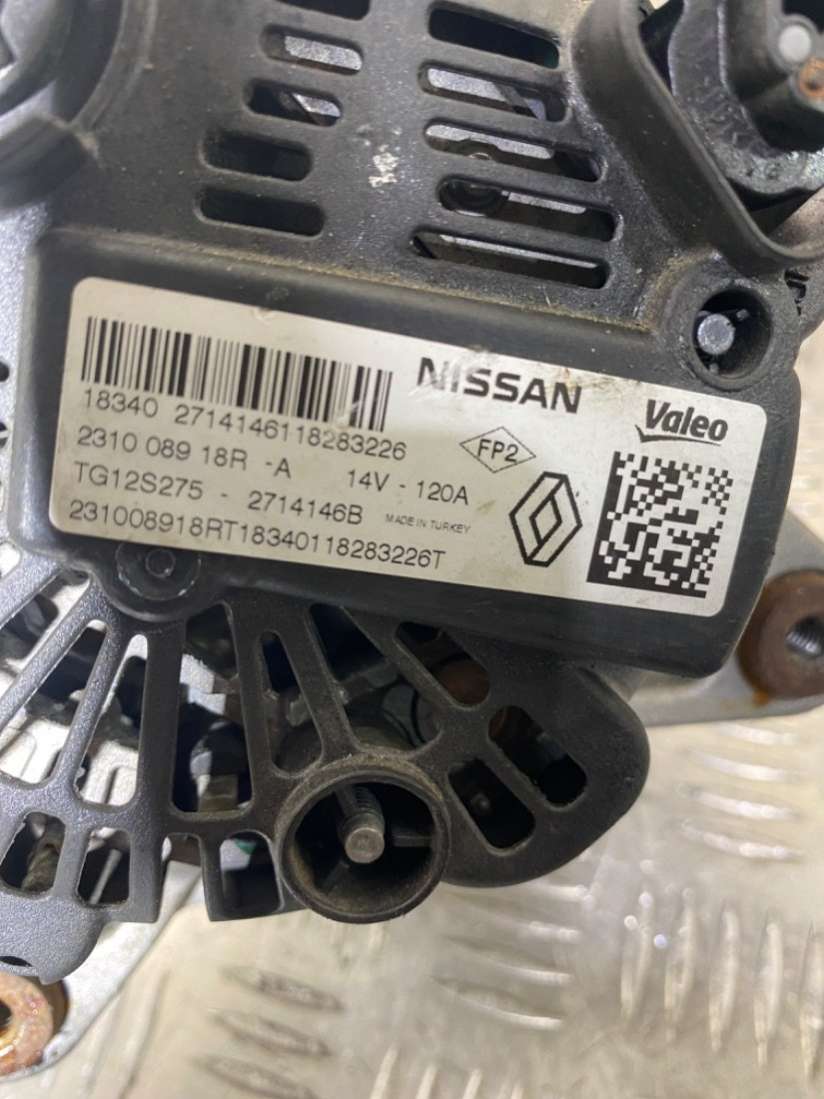 NISSAN
Valeo
18340 2714146118283226
2310 089 18R -A 14V - 120A
FP2
TG12S275 - 2714146B MADE IN TURKEY
231008918RT18340118283226T